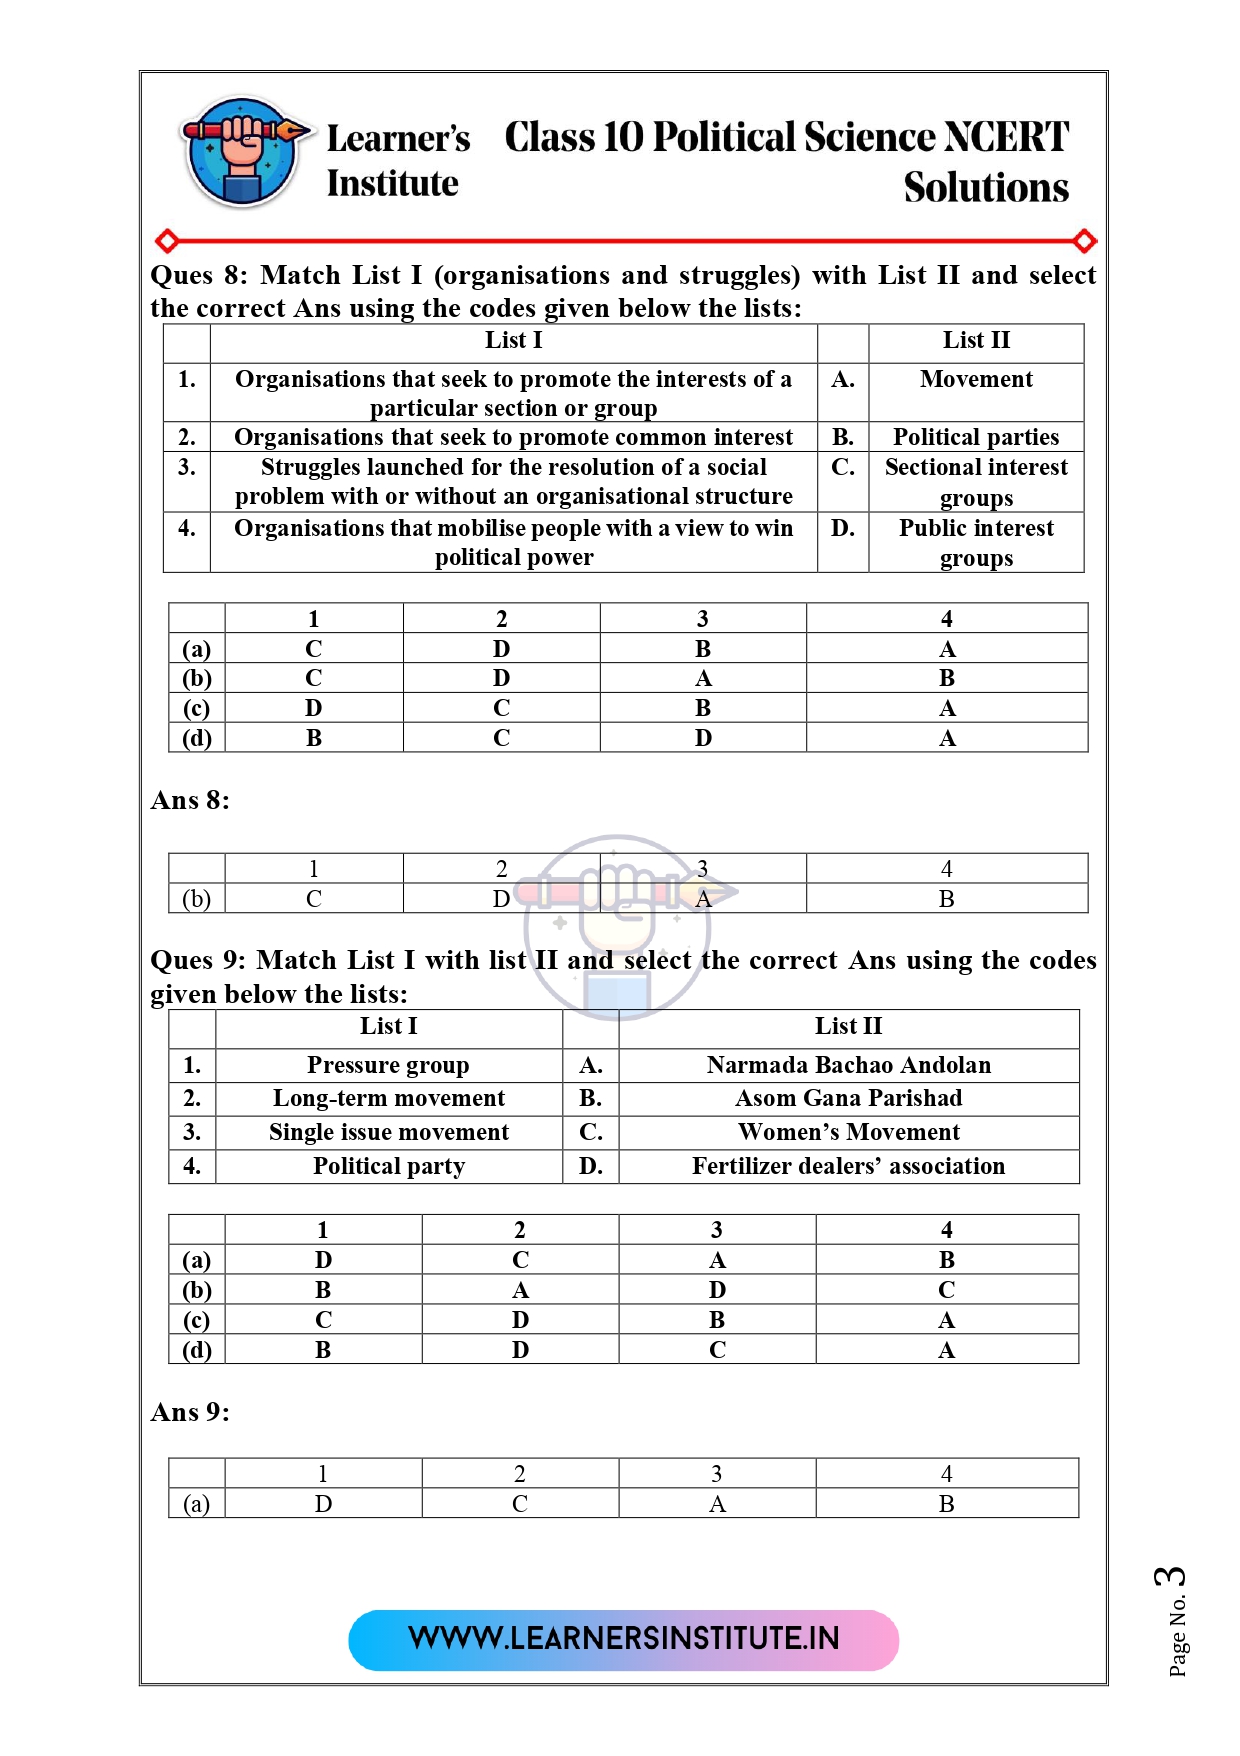 Learner's Class 10 Political Science NCERT
Institute Solutions
Ques 8: Match List I (organisations and struggles) with List II and select
the correct Ans using the codes given below the lists:
List I List II
1. Organisations that seek to promote the interests of a A. Movement
particular section or group
2. Organisations that seek to promote common interest B. Political parties
3. Struggles launched for the resolution of a social C. Sectional interest
problem with or without an organisational structure groups
4. Organisations that mobilise people with a view to win D. Public interest
political power groups
1 2 3 4
(a) C D B A
(b) C D A B
(c) D C B A
(d) B C D A
Ans 8:
1 2 3 4
(b) C D A B
Ques 9: Match List I with list II and select the correct Ans using the codes
given below the lists:
List I List II
1. Pressure group A. Narmada Bachao Andolan
2. Long-term movement B. Asom Gana Parishad
3. Single issue movement C. Women's Movement
4. Political party D. Fertilizer dealers' association
1 2 3 4
(a) D C A B
(b) B A D C
(c) C D B A
(d) B D C A
Ans 9:
1 2 3 4
(a) D C A B
WWW.LEARNERSINSTITUTE.IN
Page No. 3